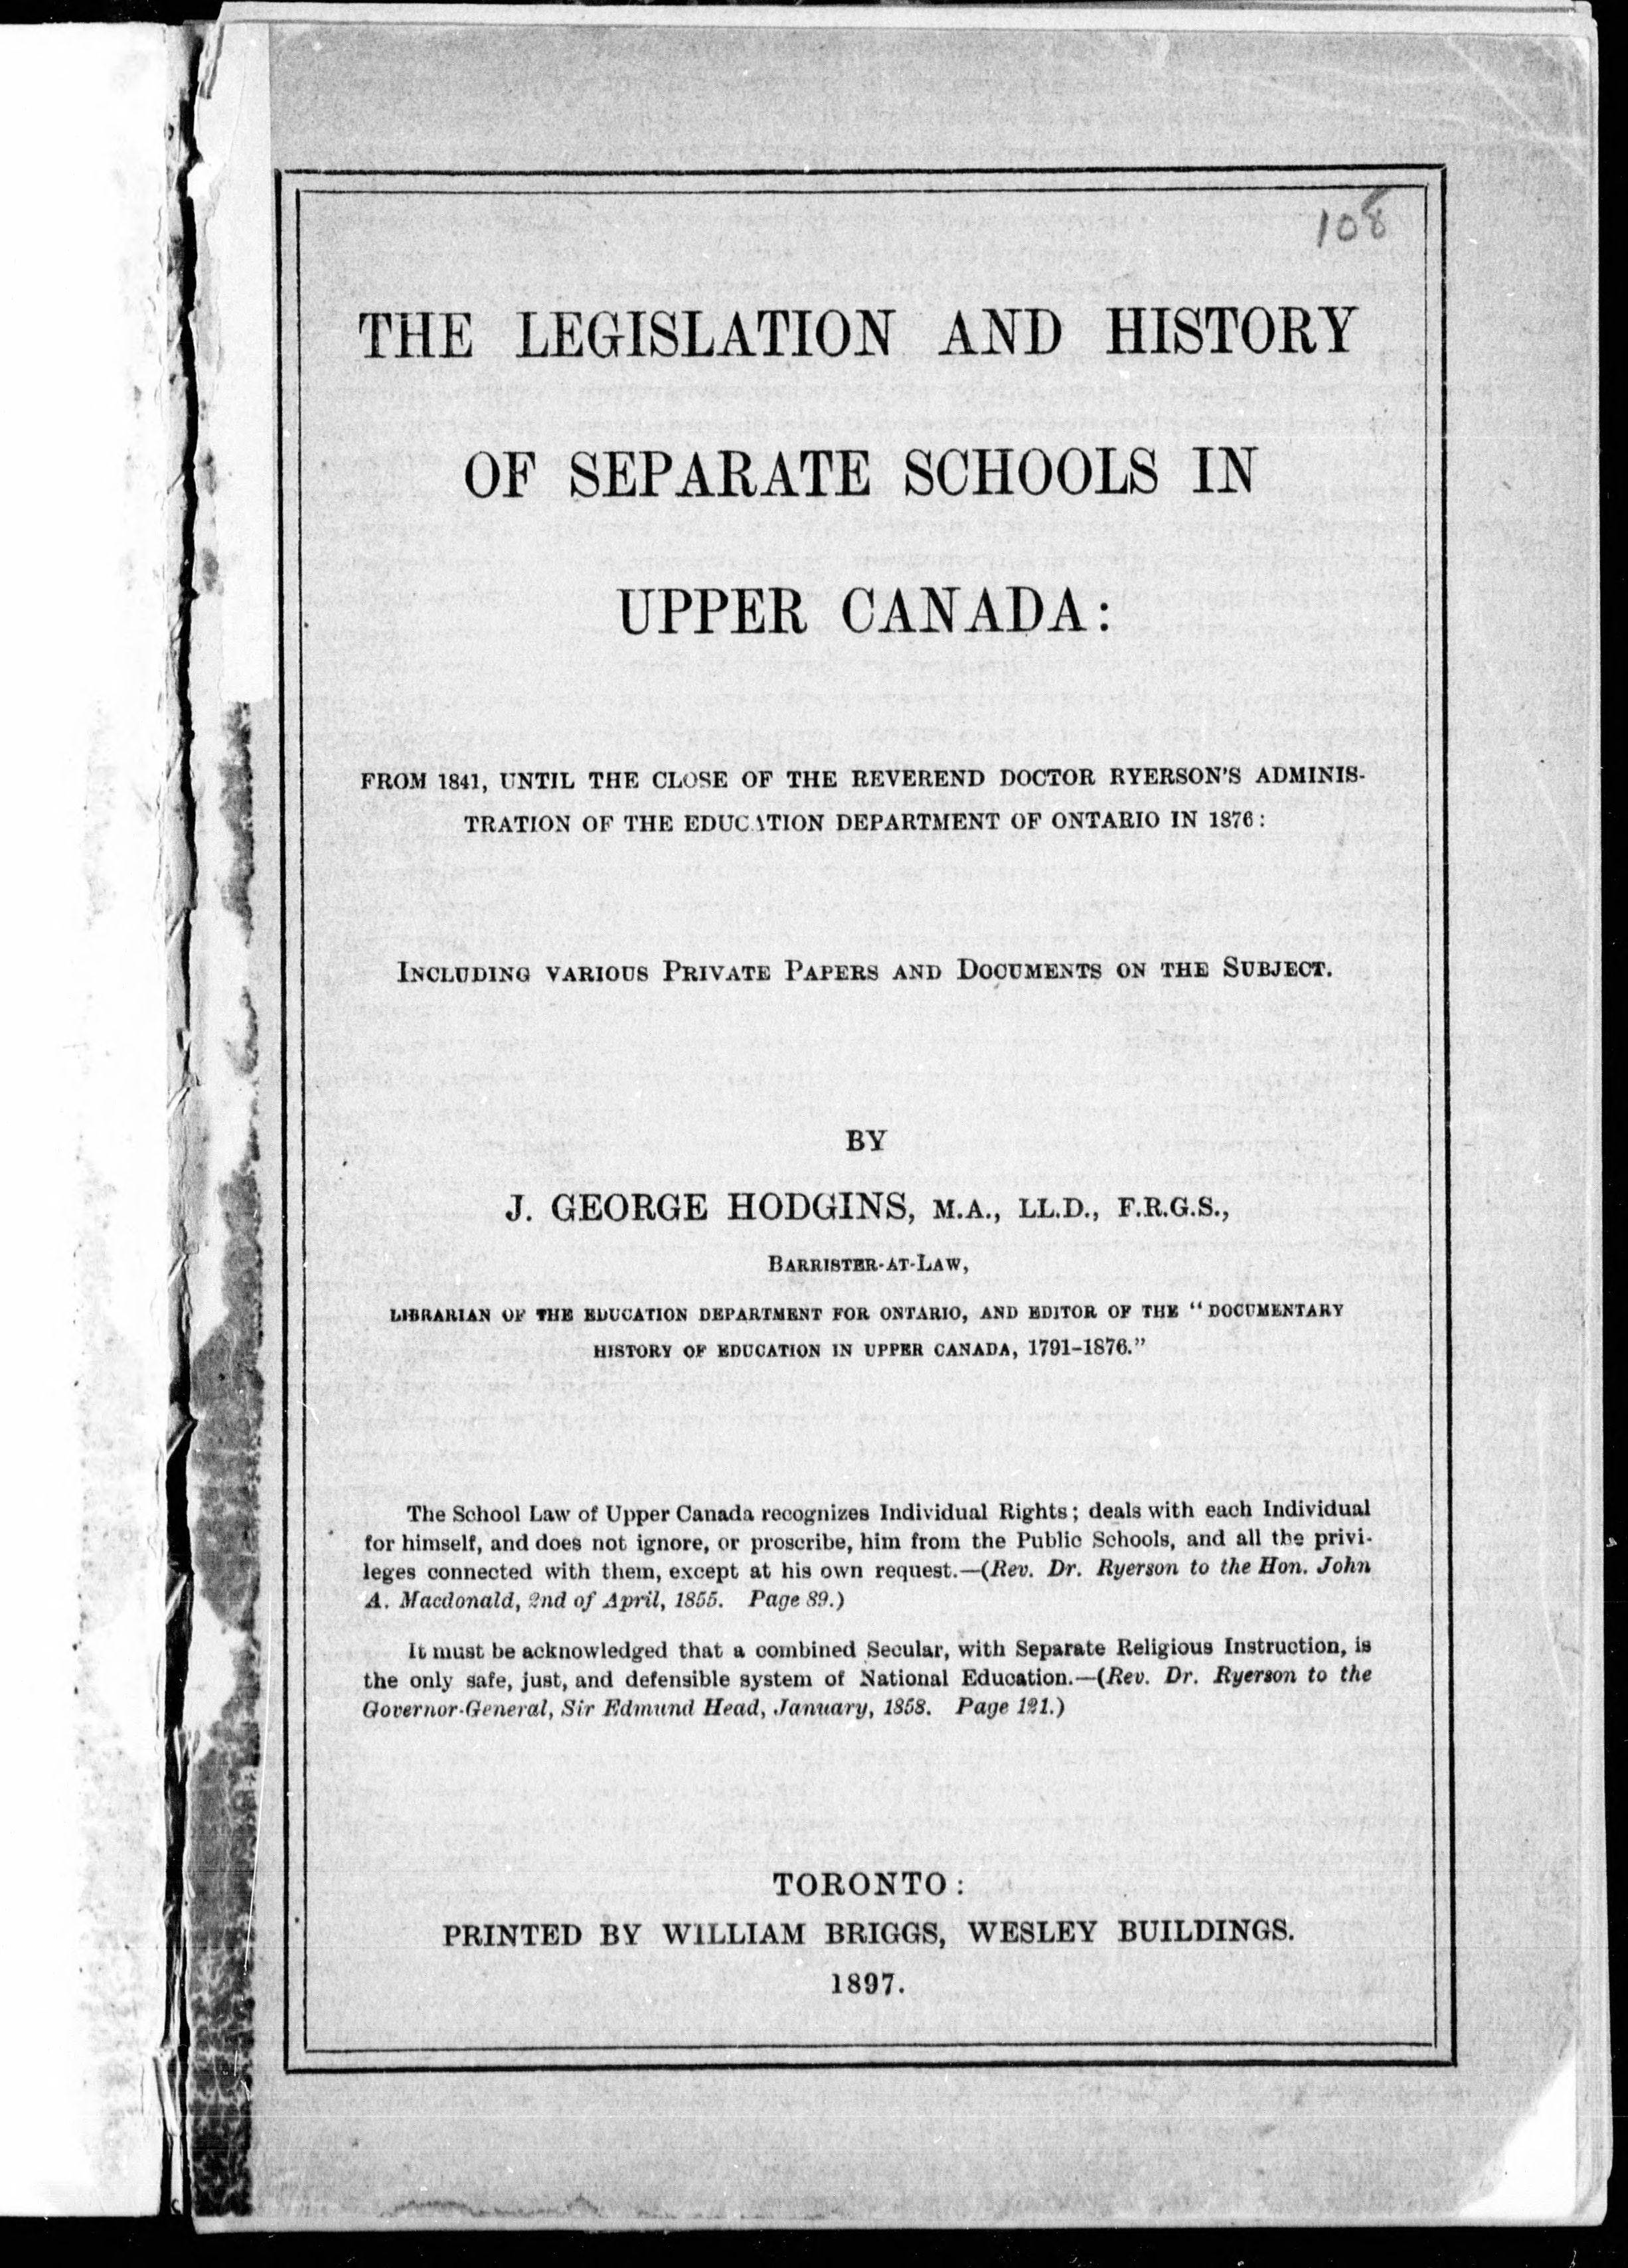 108
THE LEGISLATION AND HISTORY
OF SEPARATE SCHOOLS IN
UPPER CANADA:
FROM 1841, UNTIL THE CLOSE OF THE REVEREND DOCTOR RYERSON'S ADMINIS-
TRATION OF THE EDUCATION DEPARTMENT OF ONTARIO IN 1876:
INCLUDING VARIOUS PRIVATE PAPERS AND DOCUMENTS ON THE SUBJECT.
BY
J. GEORGE HODGINS, M.A., LL.D., F.R.G.S.,
BARRISTER-AT-LAW,
LIBRARIAN OF THE EDUCATION DEPARTMENT FOR ONTARIO, AND EDITOR OF THE "DOCUMENTARY
HISTORY OF EDUCATION IN UPPER CANADA, 1791-1876."
The School Law of Upper Canada recognizes Individual Rights; deals with each Individual
for himself, and does not ignore, or proscribe, him from the Public Schools, and all the privi-
leges connected with them, except at his own request.—(Rev. Dr. Ryerson to the Hon. John
A. Macdonald, 2nd of April, 1855. Page 89.)
It must be acknowledged that a combined Secular, with Separate Religious Instruction, is
the only safe, just, and defensible system of National Education.—(Rev. Dr. Ryerson to the
Governor-General, Sir Edmund Head, January, 1858. Page 121.)
TORONTO:
PRINTED BY WILLIAM BRIGGS, WESLEY BUILDINGS.
1897.